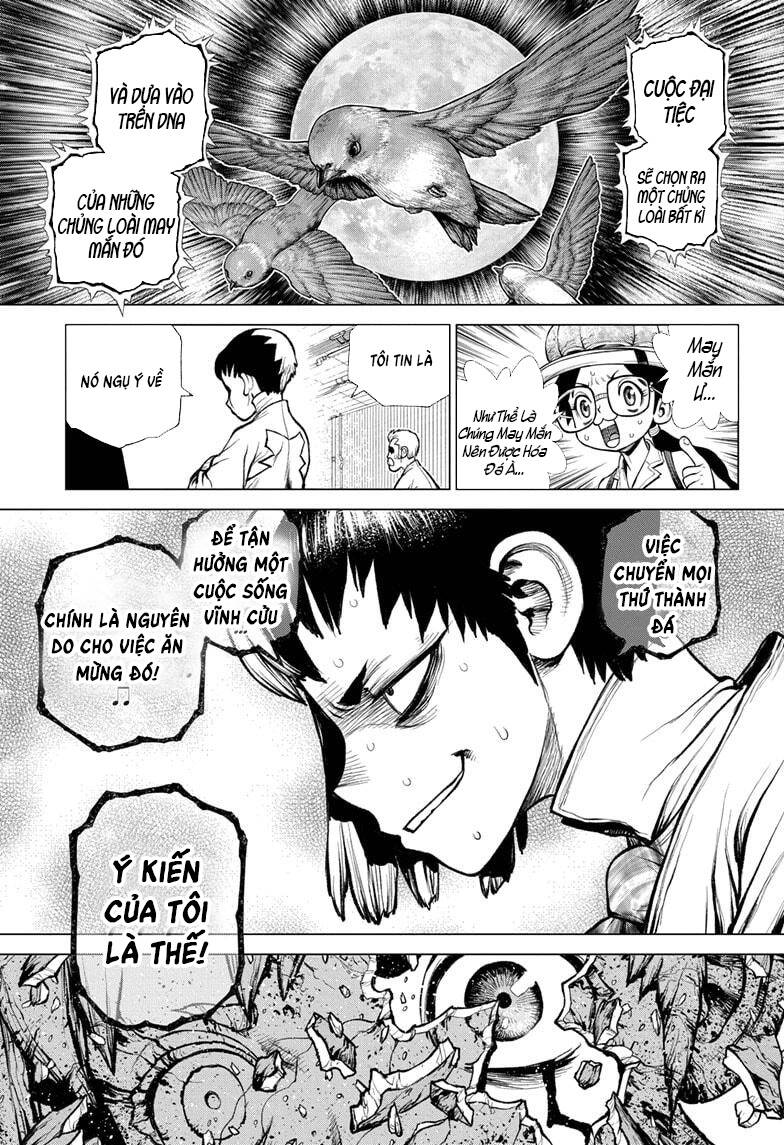 CUỘC ĐẠI
TIỆC
SẼ CHỌN RA
MỘT CHỦNG
LOÀI BẤT KÌ
VÀ DỰA VÀO
TRÊN DNA
CỦA NHỮNG
CHỦNG LOÀI MAY
MẮN ĐÓ
May
Mắn
Ư...
Như Thể Là
Chúng May Mắn
Nên Được Hóa
Đá À...
TÔI TIN LÀ
NÓ NGỤ Ý VỀ
VIỆC
CHUYỂN MỌI
THỨ THÀNH
ĐÁ
ĐỂ TẬN
HƯỞNG MỘT
CUỘC SỐNG
VĨNH CỬU
...
CHÍNH LÀ NGUYÊN
DO CHO VIỆC ĂN
MỪNG ĐÓ!
♫
Ý KIẾN
CỦA TÔI
LÀ THẾ!